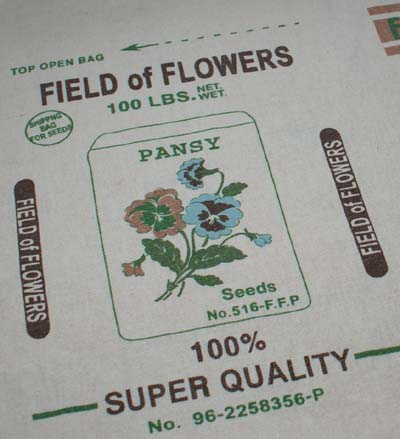 TOP OPEN BAG
FIELD of FLOWERS
100 LBS. NET.
WET.
SHIPPNG
BAG
FOR SEEDS
PANSY
FIELD of FLOWERS
FIELD of FLOWERS
Seeds
No.516-F.F.P
100%
SUPER QUALITY
No. 96-2258356-P